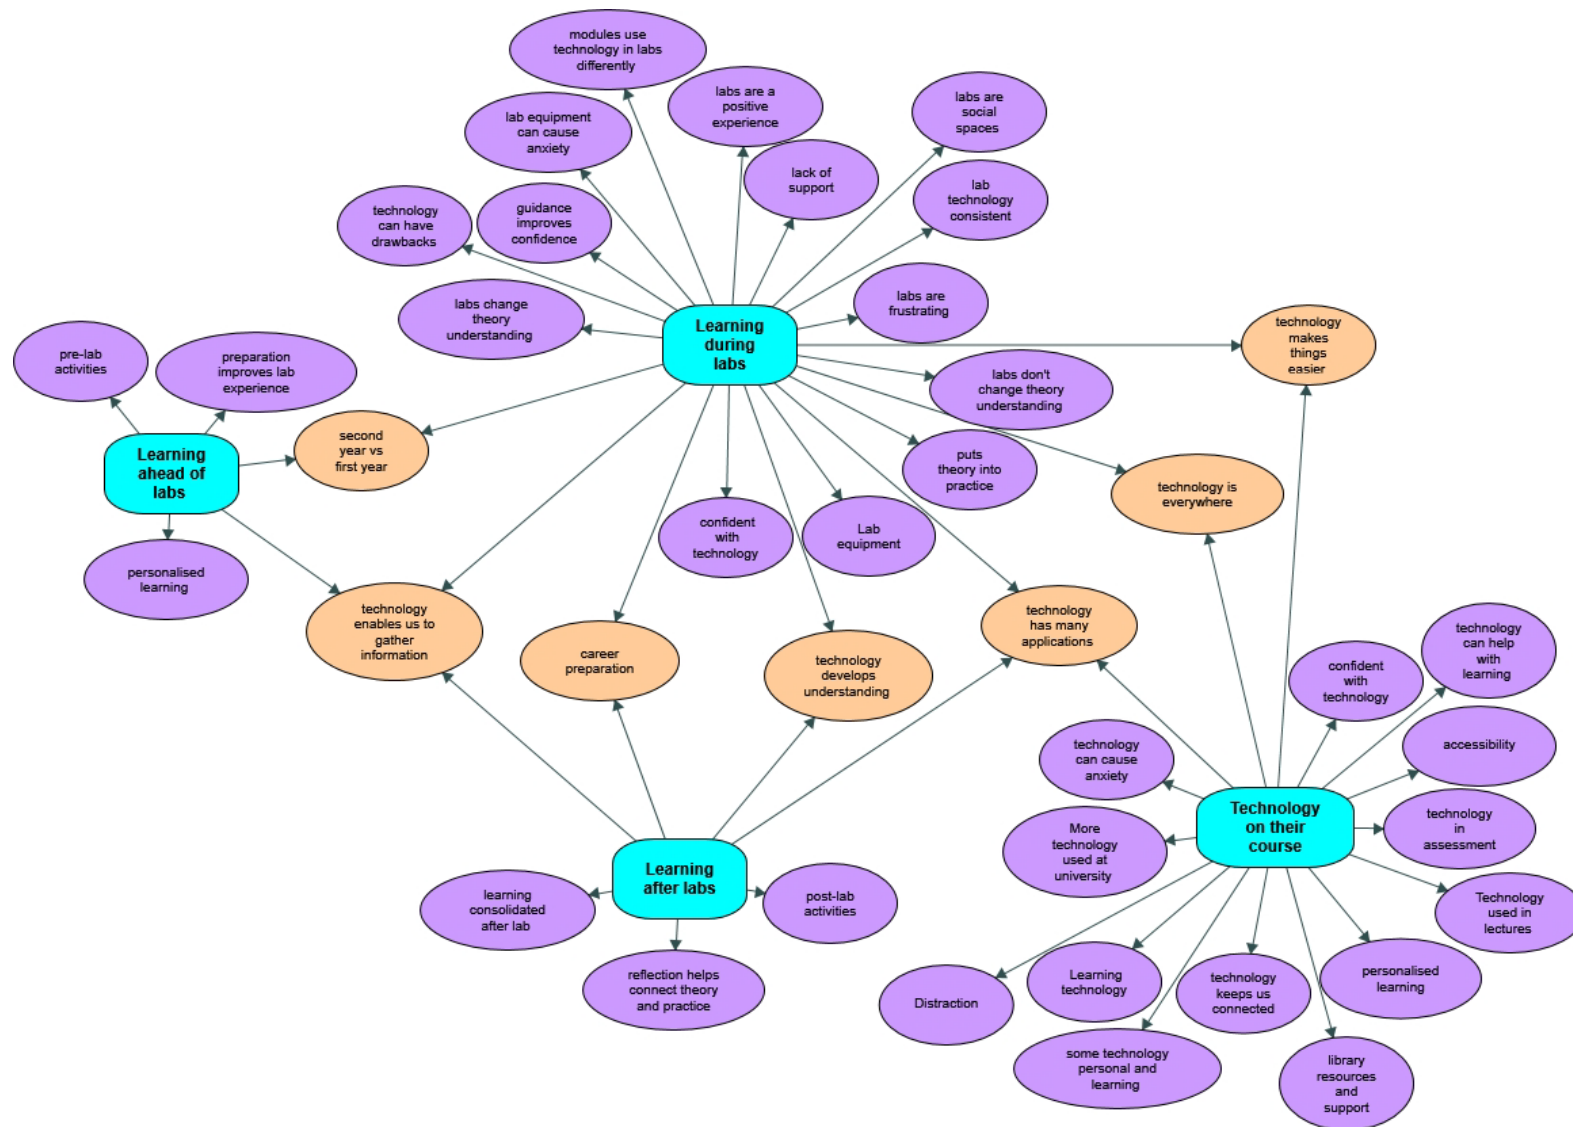 modules use
technology in labs
differently
labs are a
positive
experience
labs are
social
spaces
lab equipment
can cause
anxiety
lack of
support
lab
technology
consistent
technology
can have
drawbacks
guidance
improves
confidence
labs are
frustrating
labs change
theory
understanding
Learning
during
labs
technology
makes
things
easier
pre-lab
activities
preparation
improves lab
experience
labs don't
change theory
understanding
second
year vs
first year
Learning
ahead of
labs
puts
theory into
practice
technology is
everywhere
confident
with
technology
Lab
equipment
personalised
learning
technology
enables us to
gather
information
career
preparation
technology
develops
understanding
technology
has many
applications
technology
can help
with
learning
confident
with
technology
technology
can cause
anxiety
accessibility
Technology
on their
course
technology
in
assessment
More
technology
used at
university
Learning
after labs
learning
consolidated
after lab
post-lab
activities
Technology
used in
lectures
reflection helps
connect theory
and practice
Distraction
Learning
technology
technology
keeps us
connected
personalised
learning
some technology
personal and
learning
library
resources
and
support